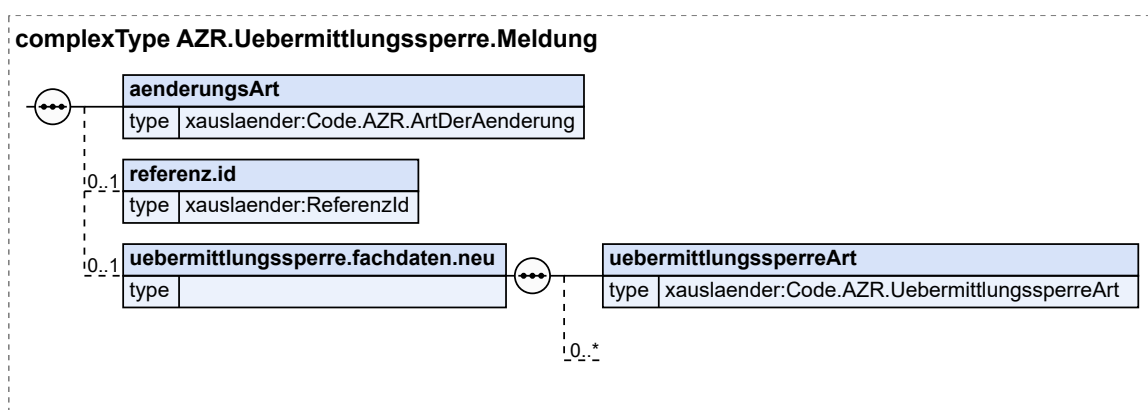 complexType AZR.Uebermittlungssperre.Meldung
aenderungsArt
type xauslaender:Code.AZR.ArtDerAenderung
0..1 referenz.id
type xauslaender:ReferenzId
0..1 uebermittlungssperre.fachdaten.neu
type
uebermittlungssperreArt
type xauslaender:Code.AZR.UebermittlungssperreArt
0..*